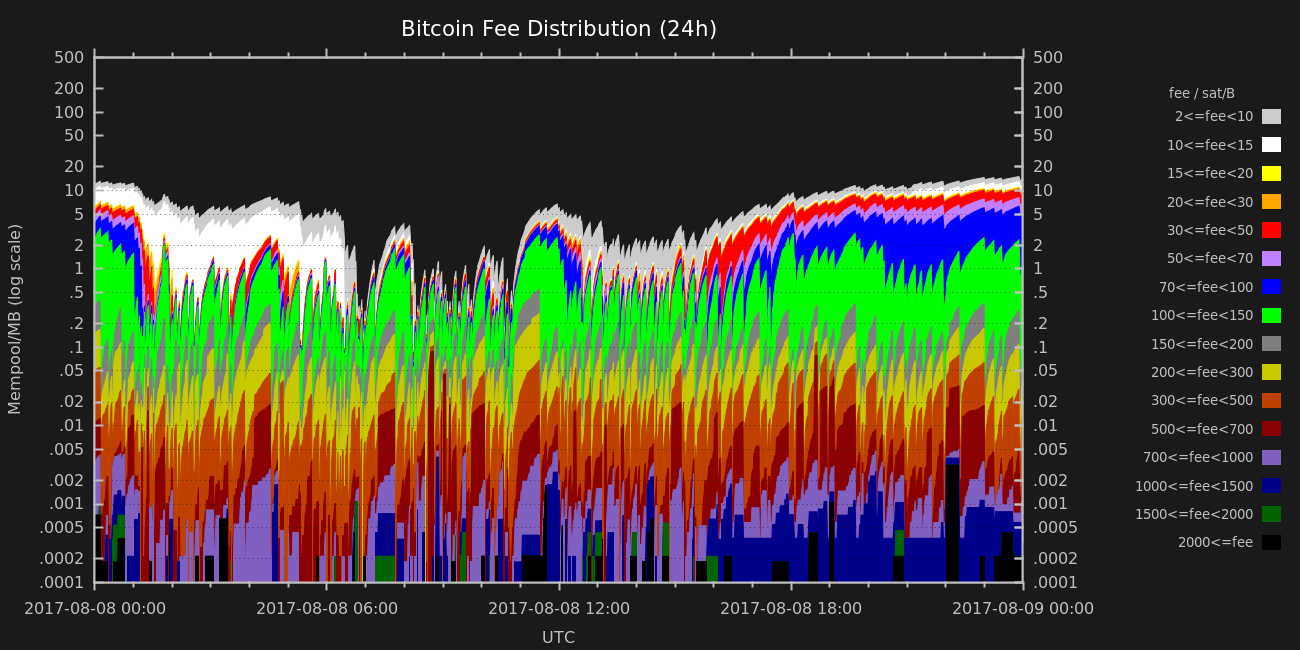 Bitcoin Fee Distribution (24h)
500 500
200 200
100 100
50 50
20 20
10 10
5 5
2 2
1 1
.5 .5
.2 .2
.1 .1
.05 .05
.02 .02
.01 .01
.005 .005
.002 .002
.001 .001
.0005 .0005
.0002 .0002
.0001 .0001
Mempool/MB (log scale)
2017-08-08 00:00 2017-08-08 06:00 2017-08-08 12:00 2017-08-08 18:00 2017-08-09 00:00
UTC
fee / sat/B
2<=fee<10
10<=fee<15
15<=fee<20
20<=fee<30
30<=fee<50
50<=fee<70
70<=fee<100
100<=fee<150
150<=fee<200
200<=fee<300
300<=fee<500
500<=fee<700
700<=fee<1000
1000<=fee<1500
1500<=fee<2000
2000<=fee